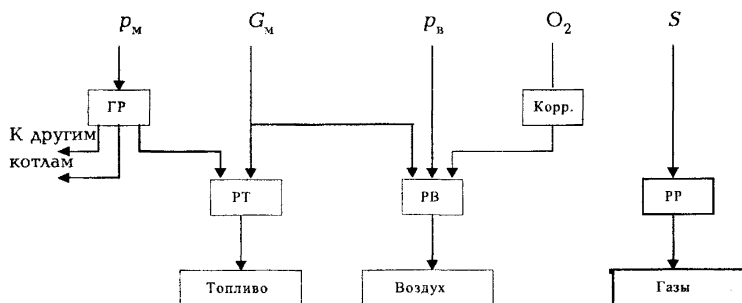 pм Gм pв O2 S
ГР Корр.
К другим
котлам
РТ РВ РР
Топливо Воздух Газы